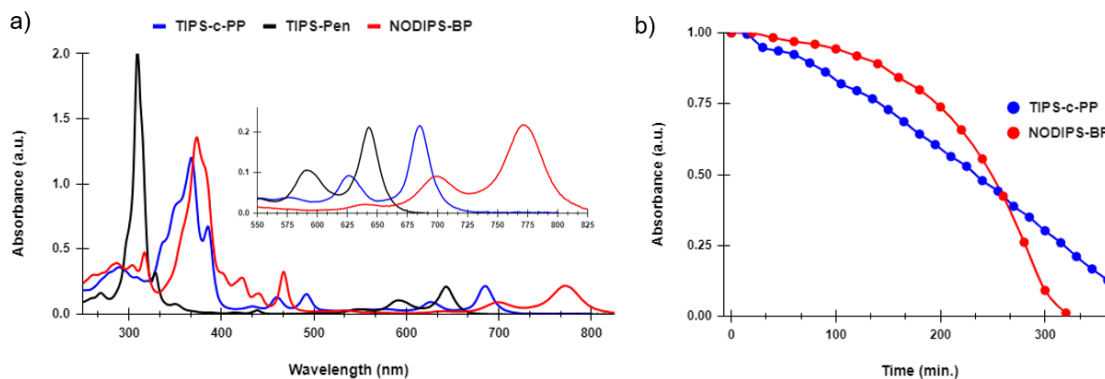 a)
TIPS-c-PP TIPS-Pen NODIPS-BP
2.0
1.5
1.0
0.5
0.0
Absorbance (a.u.)
300 400 500 600 700 800
Wavelength (nm)
0.2
0.1
0.0
550 575 600 625 650 675 700 725 750 775 800 825
b)
1.00
0.75
0.50
0.25
0.00
Absorbance (a.u.)
TIPS-c-PP
NODIPS-BP
0 100 200 300
Time (min.)